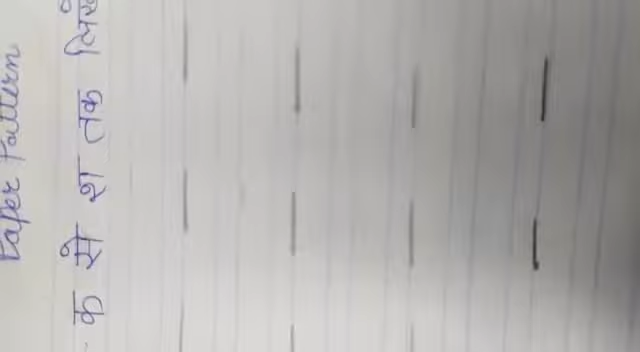 Paper Pattern
- क से श तक लिखें